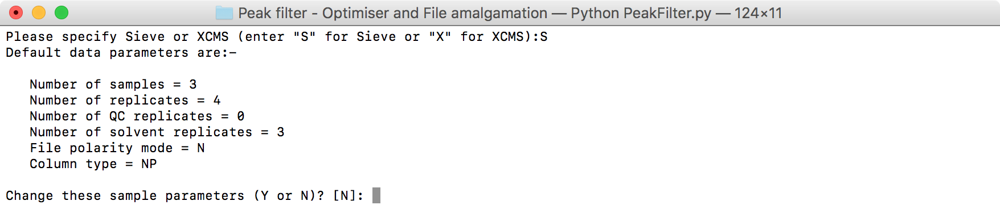 Peak filter - Optimiser and File amalgamation — Python PeakFilter.py — 124×11
Please specify Sieve or XCMS (enter "S" for Sieve or "X" for XCMS):S
Default data parameters are:-
Number of samples = 3
Number of replicates = 4
Number of QC replicates = 0
Number of solvent replicates = 3
File polarity mode = N
Column type = NP
Change these sample parameters (Y or N)? [N]: